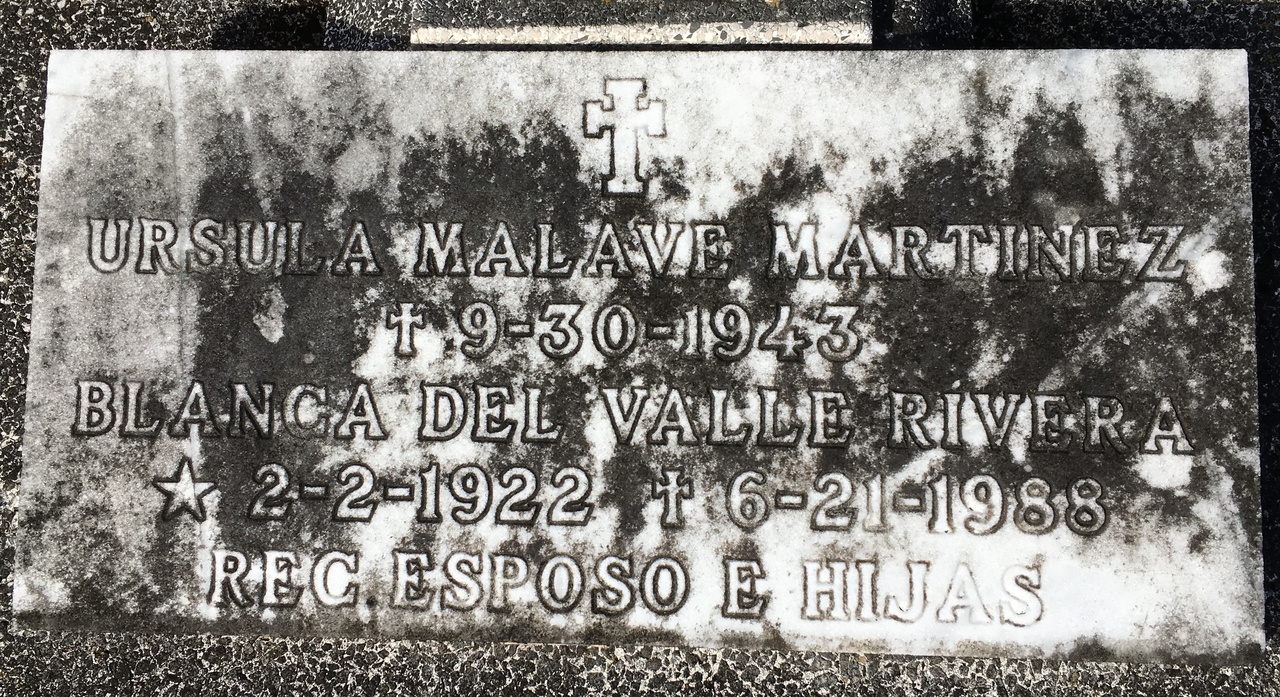 URSULA MALAVE MARTINEZ
✝ 9-30-1943
BLANCA DEL VALLE RIVERA
★ 2-2-1922 ✝ 6-21-1988
REC. ESPOSO E HIJAS